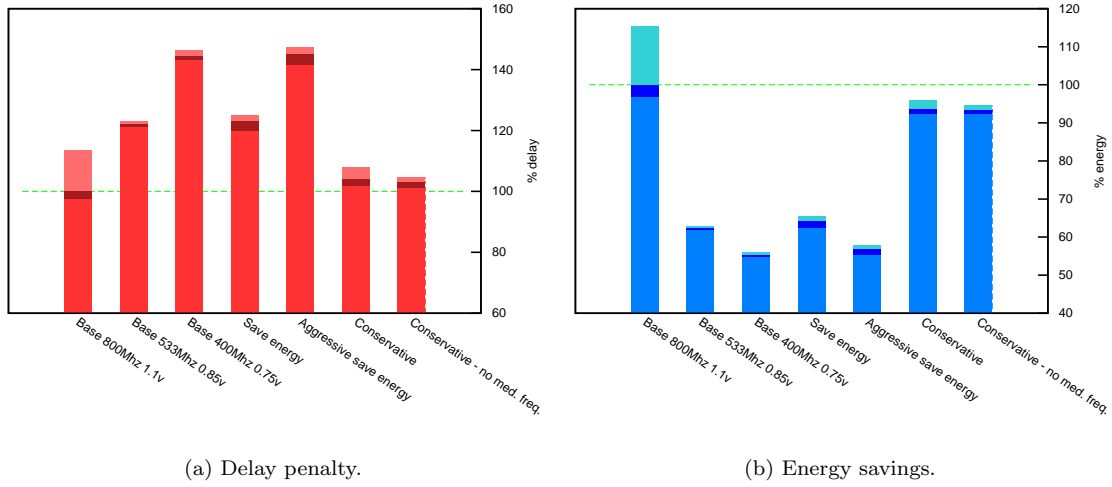 160
140
120
100
80
60
% delay
Base 800Mhz 1.1v
Base 533Mhz 0.85v
Base 400Mhz 0.75v
Save energy
Aggressive save energy
Conservative
Conservative - no med. freq.
(a) Delay penalty.
120
110
100
90
80
70
60
50
40
% energy
Base 800Mhz 1.1v
Base 533Mhz 0.85v
Base 400Mhz 0.75v
Save energy
Aggressive save energy
Conservative
Conservative - no med. freq.
(b) Energy savings.